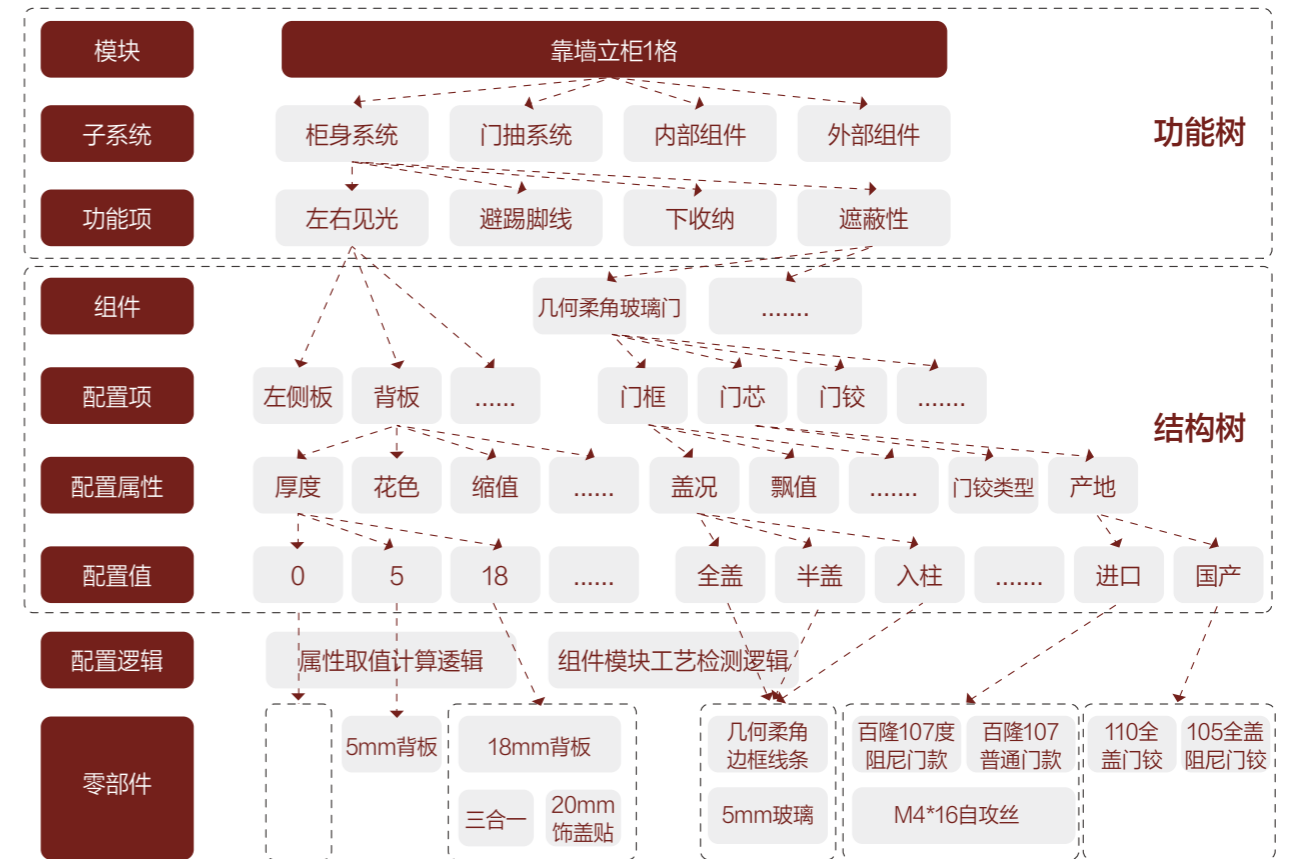 模块
靠墙立柜1格
子系统
柜身系统
门抽系统
内部组件
外部组件
功能树
功能项
左右见光
避踢脚线
下收纳
遮蔽性
组件
几何柔角玻璃门
.......
配置项
左侧板
背板
......
门框
门芯
门铰
.......
结构树
配置属性
厚度
花色
缩值
......
盖况
飘值
.......
门铰类型
产地
配置值
0
5
18
......
全盖
半盖
入柱
.......
进口
国产
配置逻辑
属性取值计算逶辑
组件模块工艺检测逻辑
零部件
5mm背板
18mm背板
三合一
20mm
饰盖贴
几何柔角
边框线条
5mm玻璃
百隆107度
阻尼门款
百隆107
普通门款
M4*16自攻丝
110全
盖门铰
105全盖
阻尼门铰